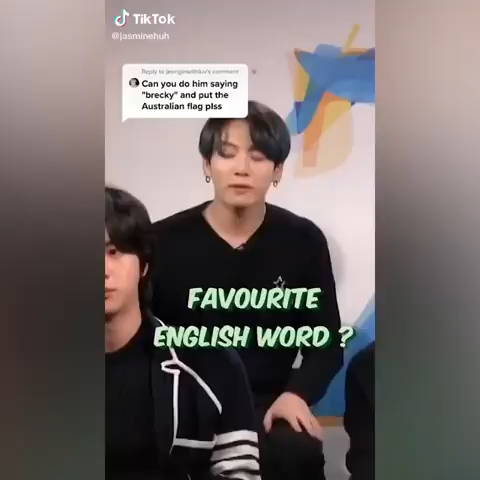 TikTok
@jasminehuh
Can you do him saying
"brecky" and put the
Australian flag plss
FAVOURITE
ENGLISH WORD ?